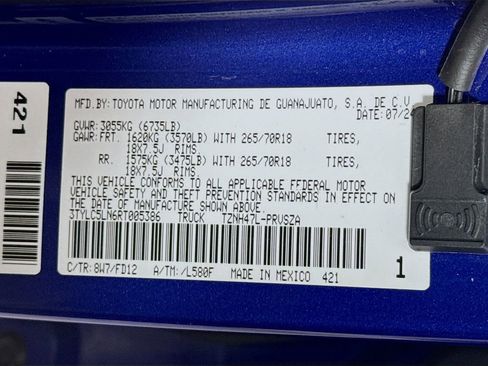 MFD.BY:TOYOTA MOTOR MANUFACTURING DE GUANAJUATO, S.A. DE C.V.
DATE:07/24
GVWR:3055KG (6735LB)
GAWR:FRT. 1620KG (3570LB) WITH 265/70R18 TIRES,
18X7.5J RIMS
RR. 1575KG (3475LB) WITH 265/70R18 TIRES,
18X7.5J RIMS
THIS VEHICLE CONFORMS TO ALL APPLICABLE FEDERAL MOTOR
VEHICLE SAFETY AND THEFT PREVENTION STANDARDS IN EFFECT
ON THE DATE OF MANUFACTURE SHOWN ABOVE.
3TYLC5LN6RT005386 TRUCK TZNH47L-PRVSZA
C/TR:8W7/FD12 A/TM:/L580F MADE IN MEXICO 421
1
421